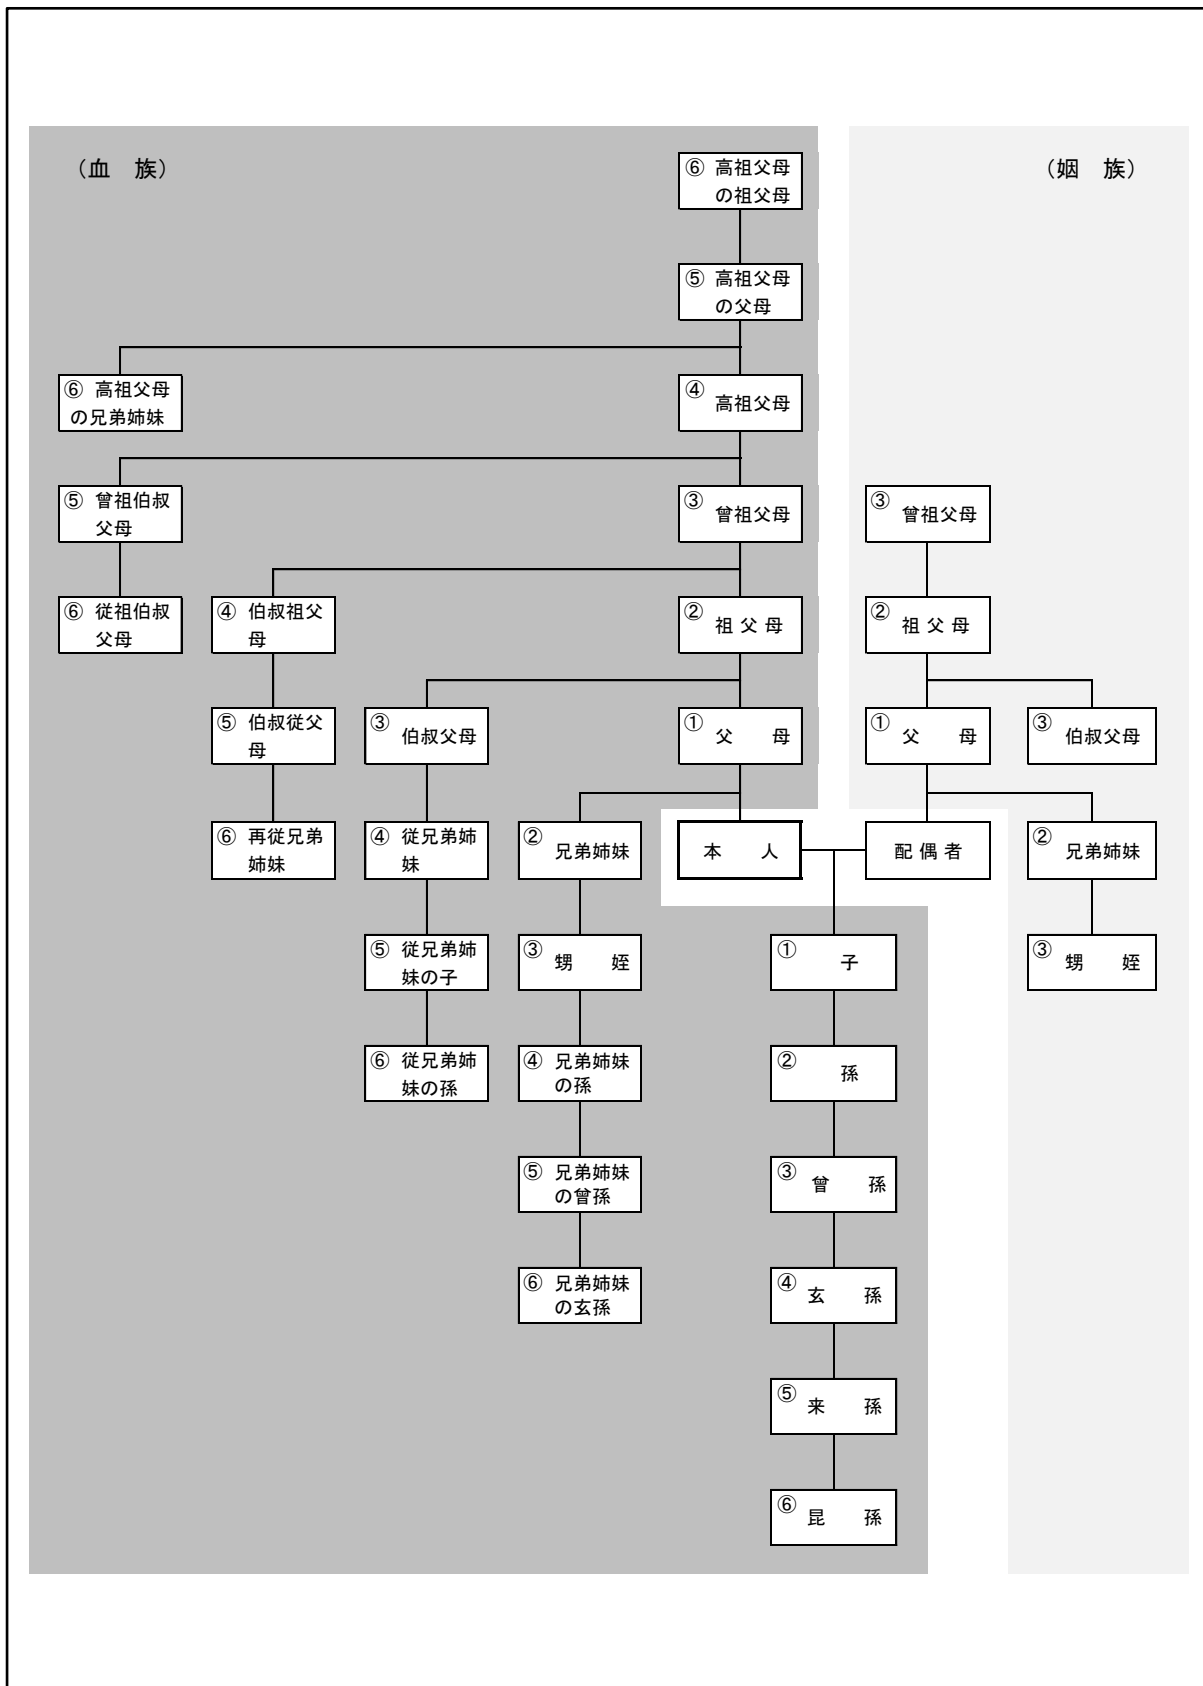 (血 族)
(姻 族)
⑥ 高祖父母
の祖父母
⑤ 高祖父母
の父母
⑥ 高祖父母
の兄弟姉妹
④ 高祖父母
⑤ 曾祖伯叔
父母
③ 曾祖父母
③ 曾祖父母
⑥ 従祖伯叔
父母
④ 伯叔祖父
母
② 祖 父 母
② 祖 父 母
⑤ 伯叔従父
母
③ 伯叔父母
① 父 母
① 父 母
③ 伯叔父母
⑥ 再従兄弟
姉妹
④ 従兄弟姉
妹
② 兄弟姉妹
本 人
配 偶 者
② 兄弟姉妹
⑤ 従兄弟姉
妹の子
③ 甥 姪
① 子
③ 甥 姪
⑥ 従兄弟姉
妹の孫
④ 兄弟姉妹
の孫
② 孫
⑤ 兄弟姉妹
の曾孫
③ 曾 孫
⑥ 兄弟姉妹
の玄孫
④ 玄 孫
⑤ 来 孫
⑥ 昆 孫